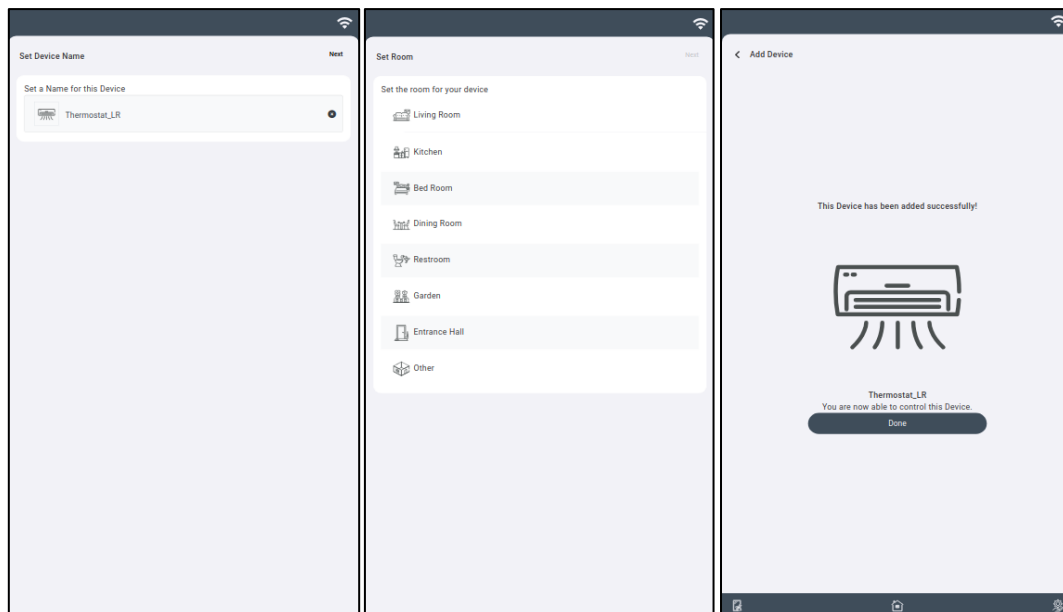 Set Device Name
Next
Set a Name for this Device
Thermostat_LR
Set Room
Next
Set the room for your device
Living Room
Kitchen
Bed Room
Dining Room
Restroom
Garden
Entrance Hall
Other
Add Device
This Device has been added successfully!
Thermostat_LR
You are now able to control this Device.
Done